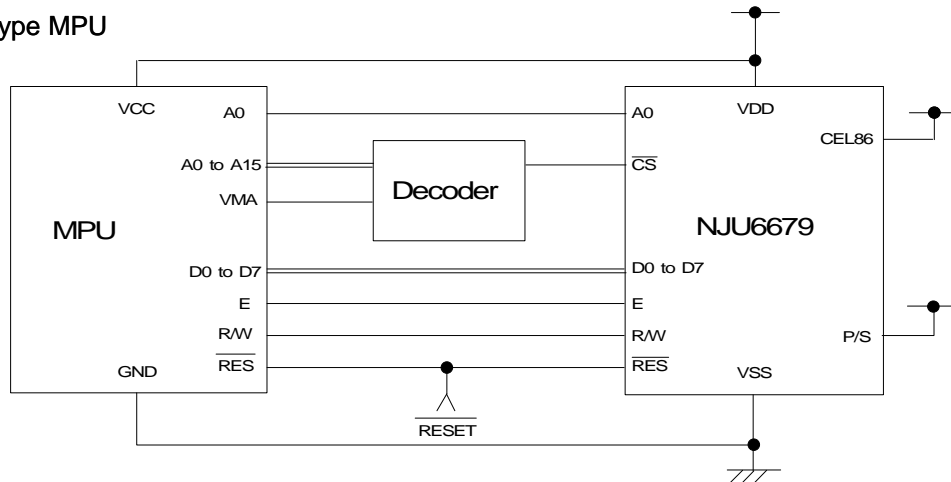 ype MPU
VCC
A0
A0 to A15
VMA
MPU
D0 to D7
E
R/W
RES
GND
Decoder
RESET
A0
VDD
CEL86
CS
NJU6679
D0 to D7
E
R/W
P/S
RES
VSS